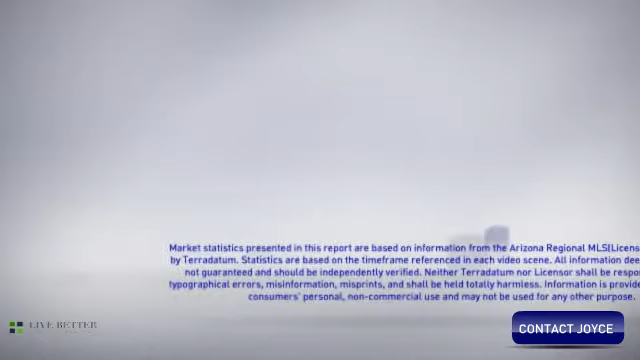 Market statistics presented in this report are based on information from the Arizona Regional MLS(Licens
by Terradatum. Statistics are based on the timeframe referenced in each video scene. All information dee
not guaranteed and should be independently verified. Neither Terradatum nor Licensor shall be respo
typographical errors, misinformation, misprints, and shall be held totally harmless. Information is provide
consumers' personal, non-commercial use and may not be used for any other purpose.
LIVE BETTER
CONTACT JOYCE